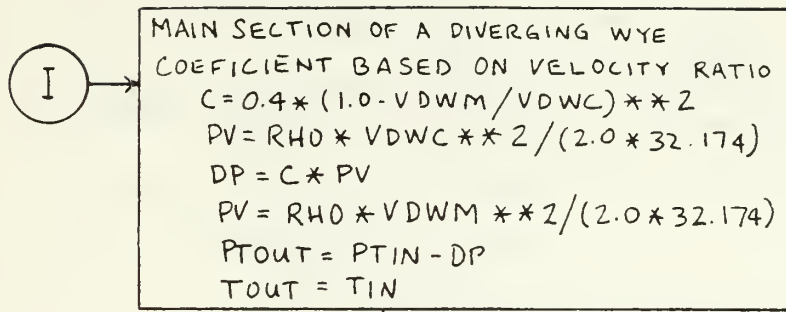 I
MAIN SECTION OF A DIVERGING WYE
COEFICIENT BASED ON VELOCITY RATIO
C=0.4*(1.0-VDWM/VDWC)**2
PV=RHO*VDWC**2/(2.0*32.174)
DP=C*PV
PV=RHO*VDWM**2/(2.0*32.174)
PTOUT=PTIN-DP
TOUT=TIN